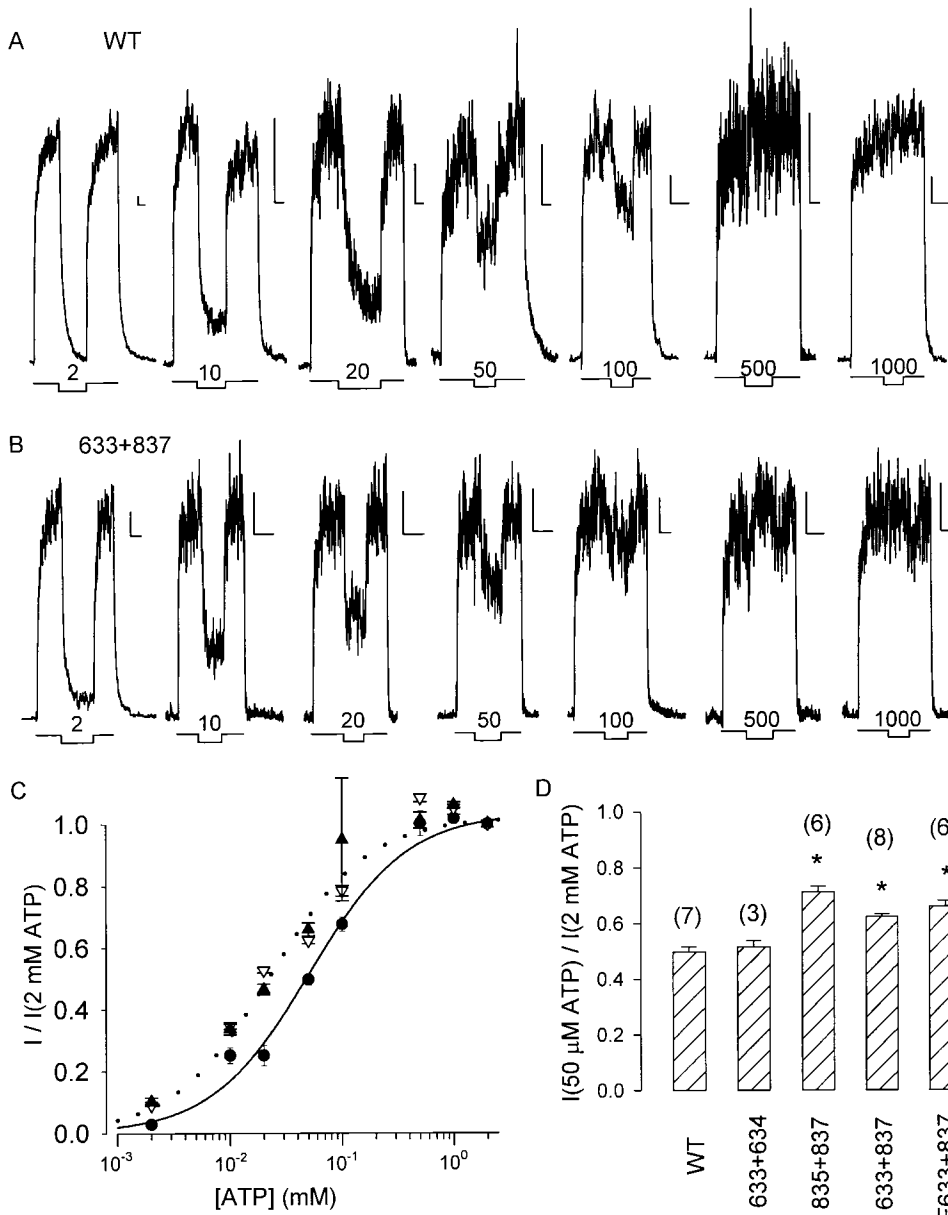 A WT
2 10 20 50 100 500 1000
B 633+837
2 10 20 50 100 500 1000
C
I / I(2 mM ATP)
1.0
0.8
0.6
0.4
0.2
0.0
10⁻³ 10⁻² 10⁻¹ 10⁰
[ATP] (mM)
D
I(50 µM ATP) / I(2 mM ATP)
1.0
0.8
0.6
0.4
0.2
0.0
(7) (3) (6) (8) (6
* * *
WT
633+634
835+837
633+837